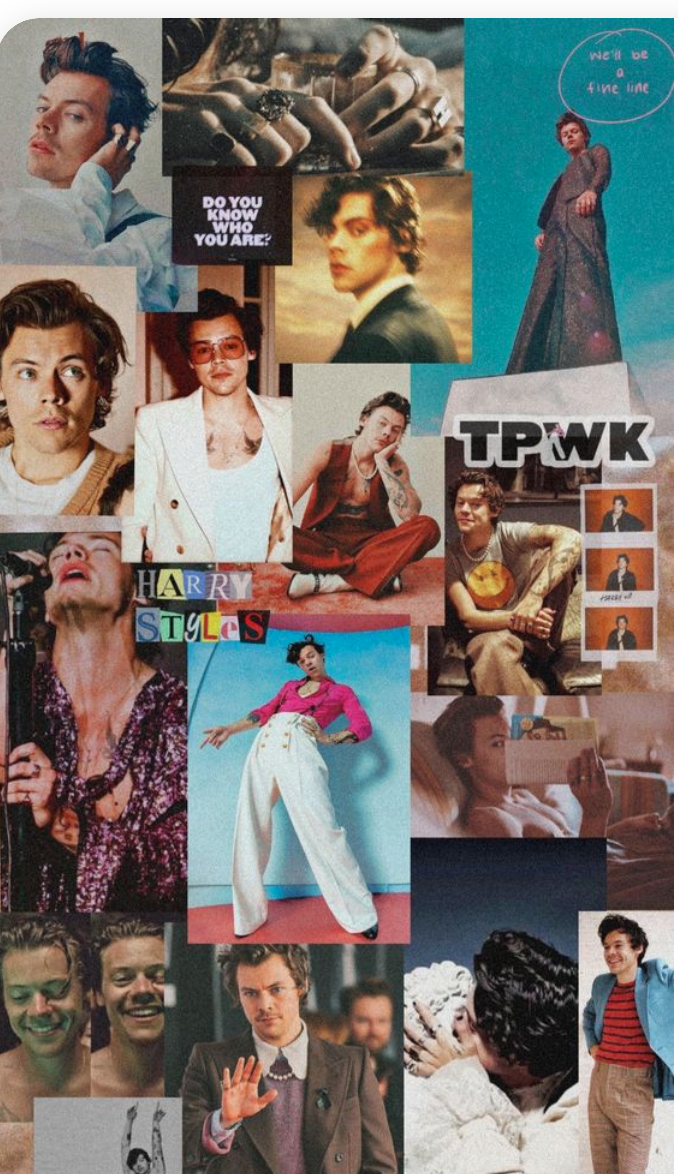 we'll be
a
fine line
DO YOU
KNOW
WHO
YOU ARE?
TPWK
HARRY
STYLeS